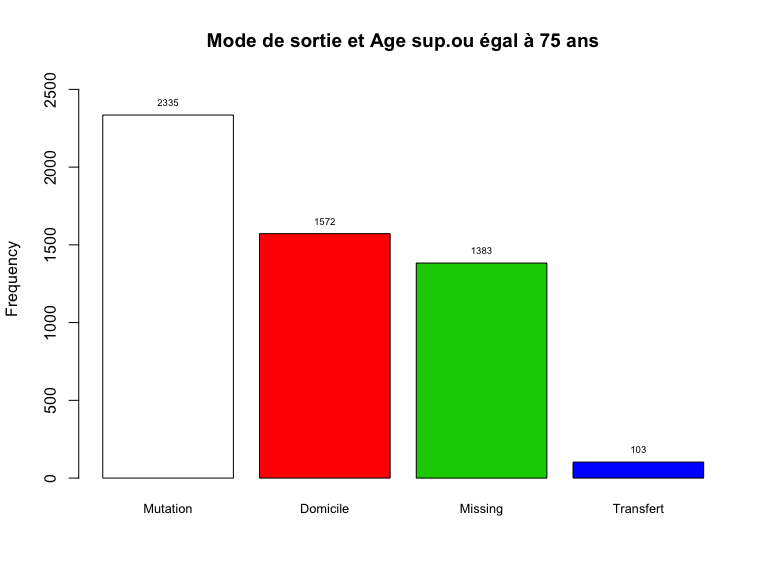 Mode de sortie et Age sup.ou égal à 75 ans
Frequency
2500
2000
1500
1000
500
0
2335
1572
1383
103
Mutation
Domicile
Missing
Transfert